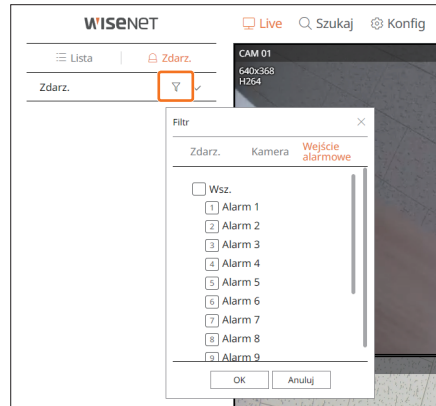 WISENET
Live Szukaj Konfig
Lista Zdarz.
CAM 01
640x368
H264
Zdarz.
Filtr
Zdarz. Kamera Wejście
alarmowe
Wsz.
1 Alarm 1
2 Alarm 2
3 Alarm 3
4 Alarm 4
5 Alarm 5
6 Alarm 6
7 Alarm 7
8 Alarm 8
9 Alarm 9
OK Anuluj